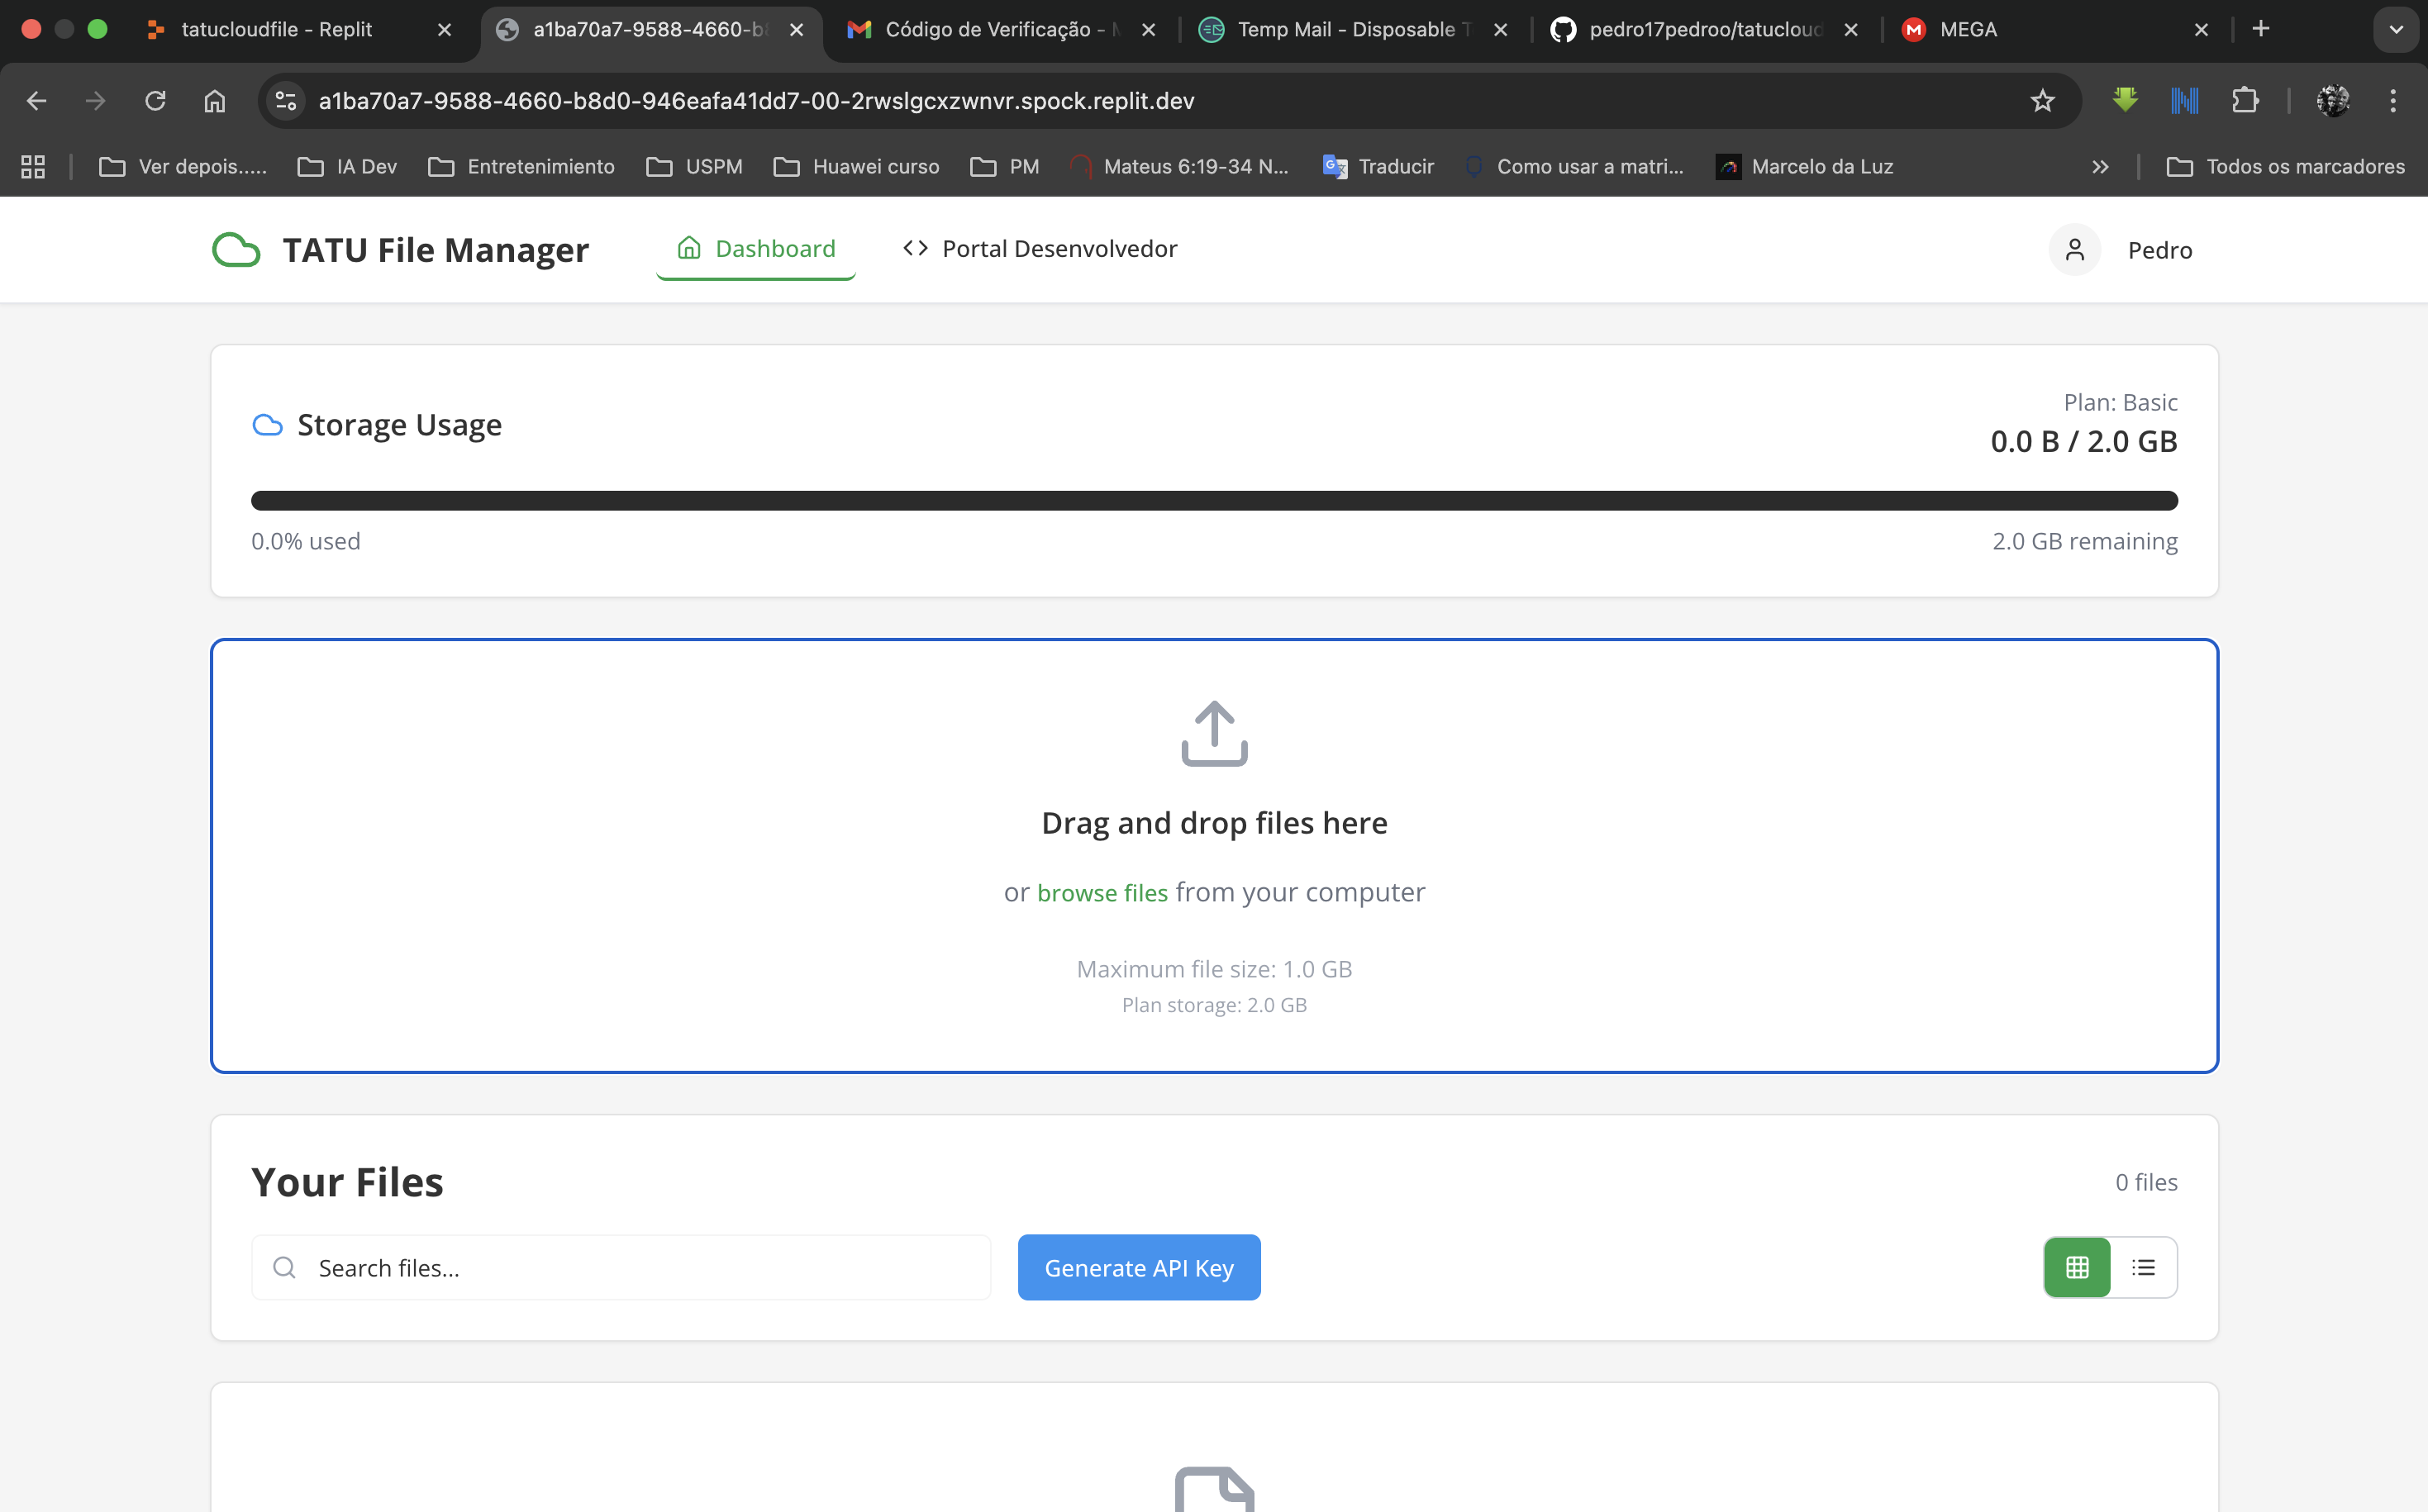 tatucloudfile - Replit
a1ba70a7-9588-4660-b
Código de Verificação -
Temp Mail - Disposable
pedro17pedroo/tatucloud
MEGA
a1ba70a7-9588-4660-b8d0-946eafa41dd7-00-2rwslgcxzwnvr.spock.replit.dev
Ver depois.....
IA Dev
Entretenimiento
USPM
Huawei curso
PM
Mateus 6:19-34 N...
Traducir
Como usar a matri...
Marcelo da Luz
Todos os marcadores
TATU File Manager
Dashboard
Portal Desenvolvedor
Pedro
Storage Usage
Plan: Basic
0.0 B / 2.0 GB
0.0% used
2.0 GB remaining
Drag and drop files here
or browse files from your computer
Maximum file size: 1.0 GB
Plan storage: 2.0 GB
Your Files
0 files
Search files...
Generate API Key